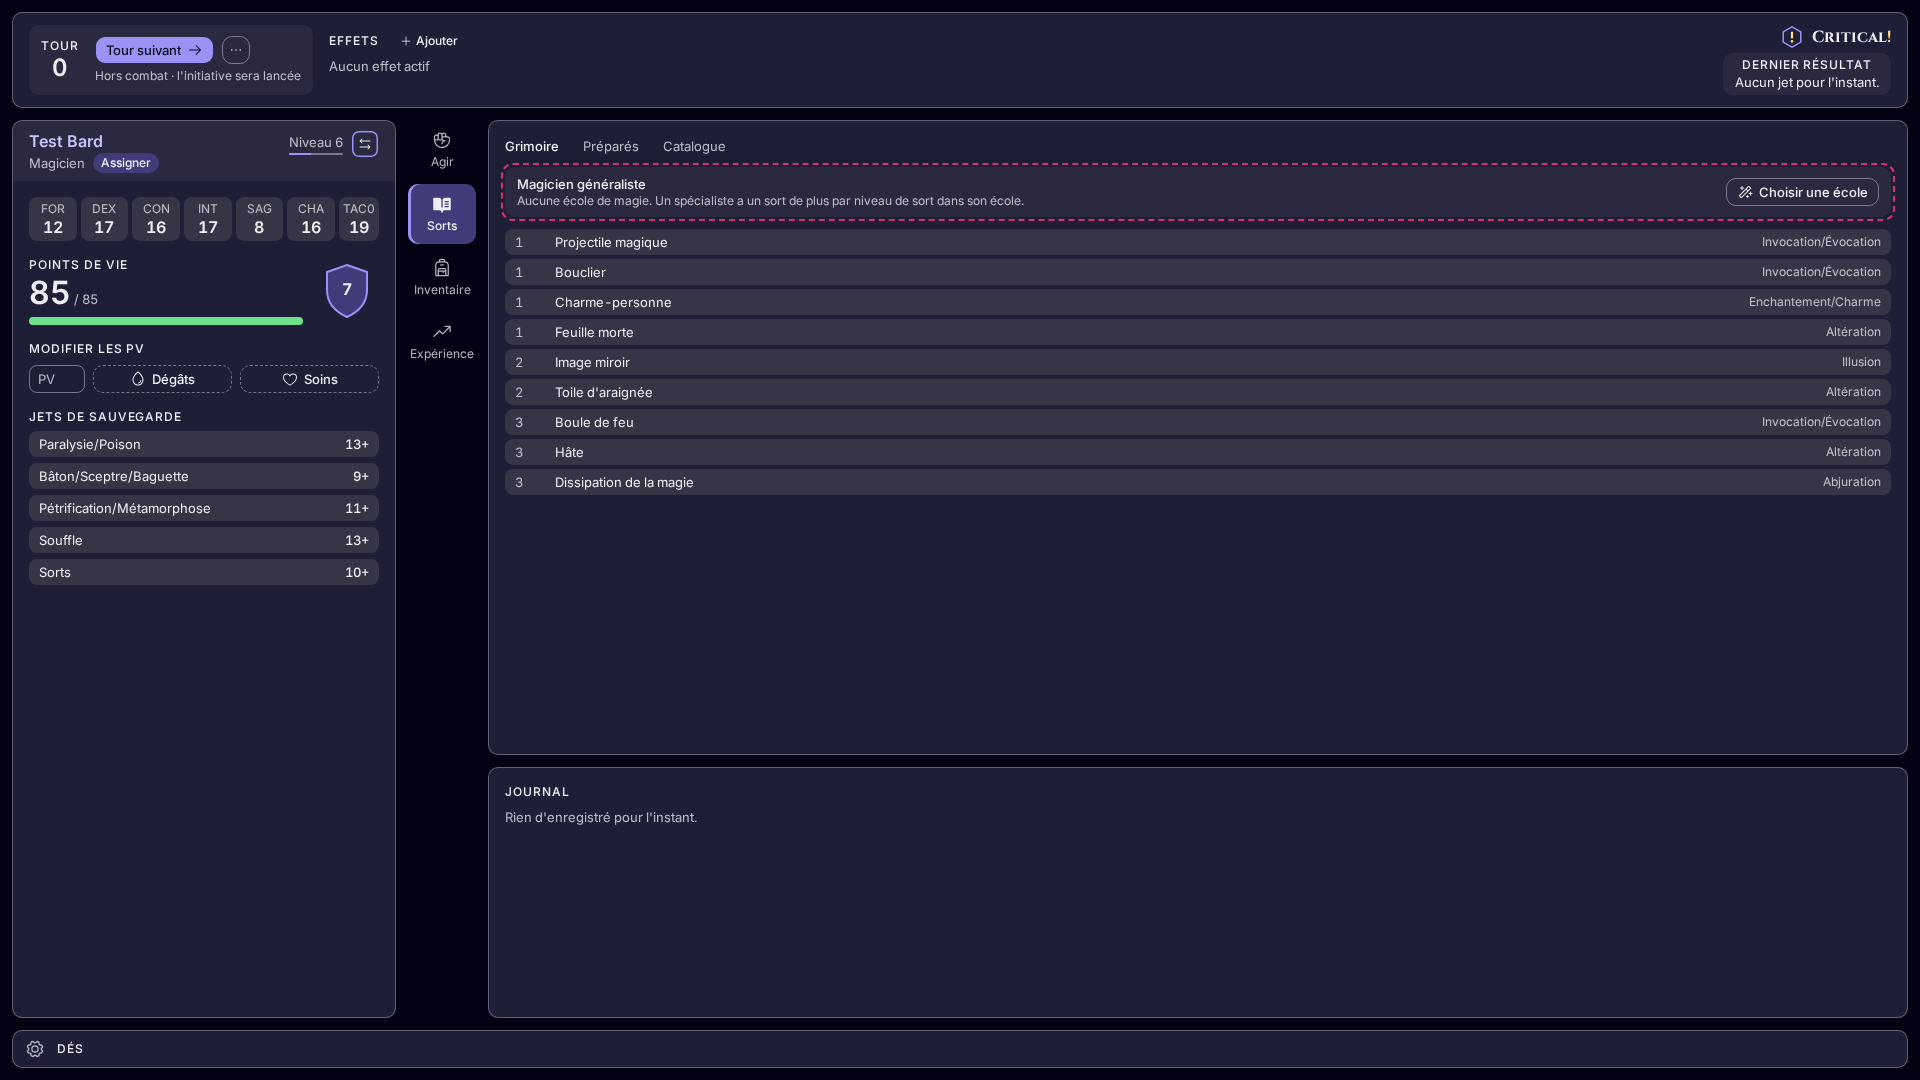 TOUR
0
Tour suivant
Hors combat · l'initiative sera lancée
EFFETS
Ajouter
Aucun effet actif
Critical!
DERNIER RÉSULTAT
Aucun jet pour l'instant.
Test Bard
Magicien
Assigner
Niveau 6
FOR
12
DEX
17
CON
16
INT
17
SAG
8
CHA
16
TAC0
19
POINTS DE VIE
85 / 85
7
MODIFIER LES PV
PV
Dégâts
Soins
JETS DE SAUVEGARDE
Paralysie/Poison 13+
Bâton/Sceptre/Baguette 9+
Pétrification/Métamorphose 11+
Souffle 13+
Sorts 10+
Agir
Sorts
Inventaire
Expérience
Grimoire
Préparés
Catalogue
Magicien généraliste
Aucune école de magie. Un spécialiste a un sort de plus par niveau de sort dans son école.
Choisir une école
1 Projectile magique Invocation/Évocation
1 Bouclier Invocation/Évocation
1 Charme-personne Enchantement/Charme
1 Feuille morte Altération
2 Image miroir Illusion
2 Toile d'araignée Altération
3 Boule de feu Invocation/Évocation
3 Hâte Altération
3 Dissipation de la magie Abjuration
JOURNAL
Rien d'enregistré pour l'instant.
DÉS